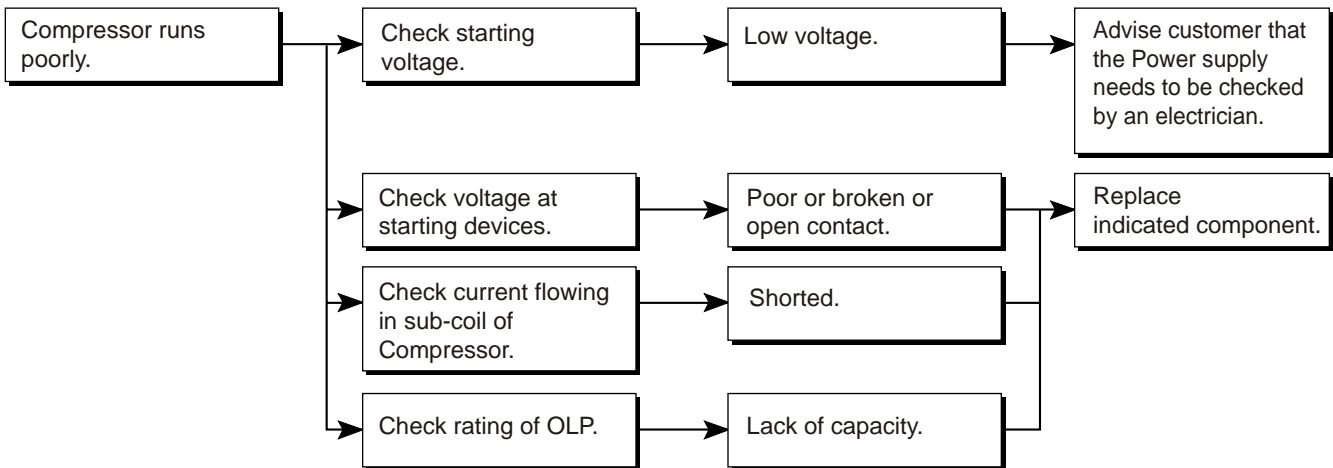 Compressor runs
poorly.
Check starting
voltage.
Low voltage.
Advise customer that
the Power supply
needs to be checked
by an electrician.
Check voltage at
starting devices.
Poor or broken or
open contact.
Replace
indicated component.
Check current flowing
in sub-coil of
Compressor.
Shorted.
Check rating of OLP.
Lack of capacity.